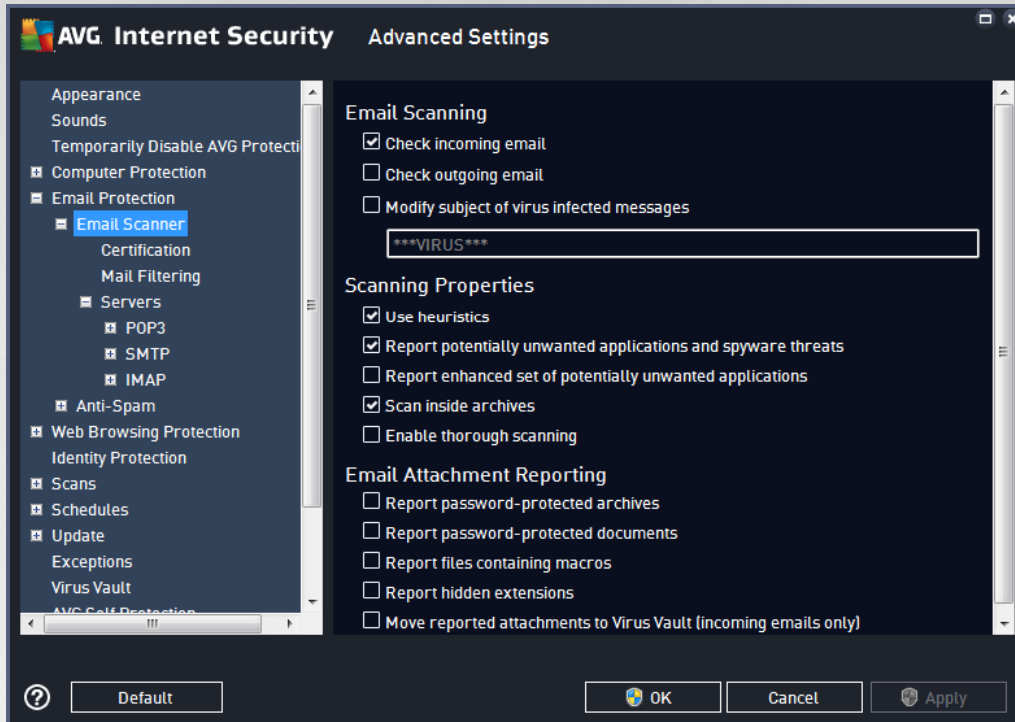 AVG Internet Security Advanced Settings
Appearance
Sounds
Temporarily Disable AVG Protecti
Computer Protection
Email Protection
Email Scanner
Certification
Mail Filtering
Servers
POP3
SMTP
IMAP
Anti-Spam
Web Browsing Protection
Identity Protection
Scans
Schedules
Update
Exceptions
Virus Vault
AVG Self Protection
Email Scanning
Check incoming email
Check outgoing email
Modify subject of virus infected messages
***VIRUS***
Scanning Properties
Use heuristics
Report potentially unwanted applications and spyware threats
Report enhanced set of potentially unwanted applications
Scan inside archives
Enable thorough scanning
Email Attachment Reporting
Report password-protected archives
Report password-protected documents
Report files containing macros
Report hidden extensions
Move reported attachments to Virus Vault (incoming emails only)
? Default OK Cancel Apply